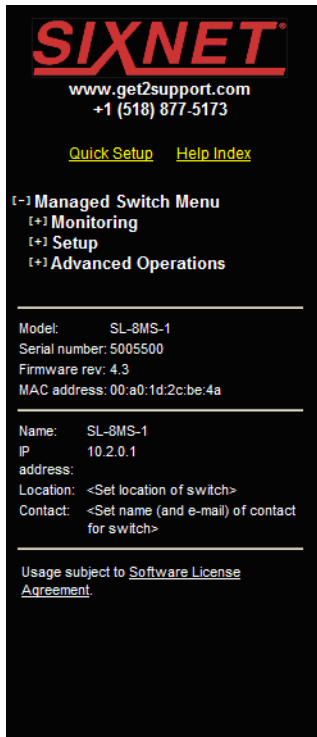 SIXNET®
www.get2support.com
+1 (518) 877-5173
Quick Setup Help Index
[-] Managed Switch Menu
[+] Monitoring
[+] Setup
[+] Advanced Operations
Model: SL-8MS-1
Serial number: 5005500
Firmware rev: 4.3
MAC address: 00:a0:1d:2c:be:4a
Name: SL-8MS-1
IP address: 10.2.0.1
Location: <Set location of switch>
Contact: <Set name (and e-mail) of contact
for switch>
Usage subject to Software License
Agreement.